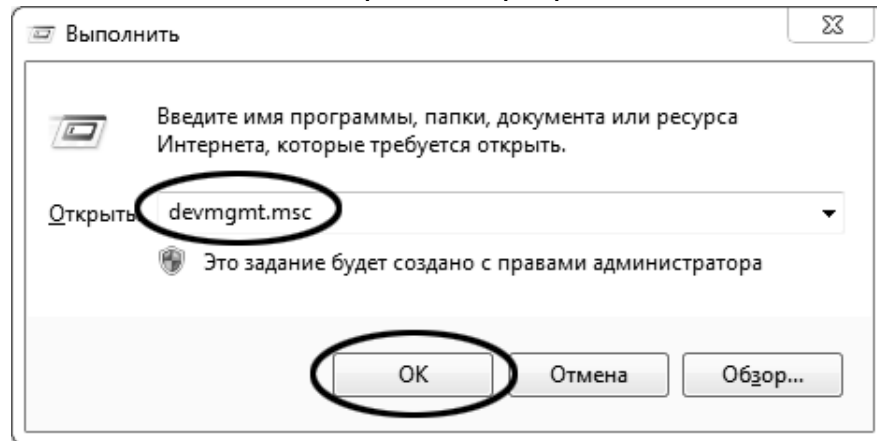 Выполнить
Введите имя программы, папки, документа или ресурса
Интернета, которые требуется открыть.
Открыть devmgmt.msc
Это задание будет создано с правами администратора
ОК Отмена Обзор...